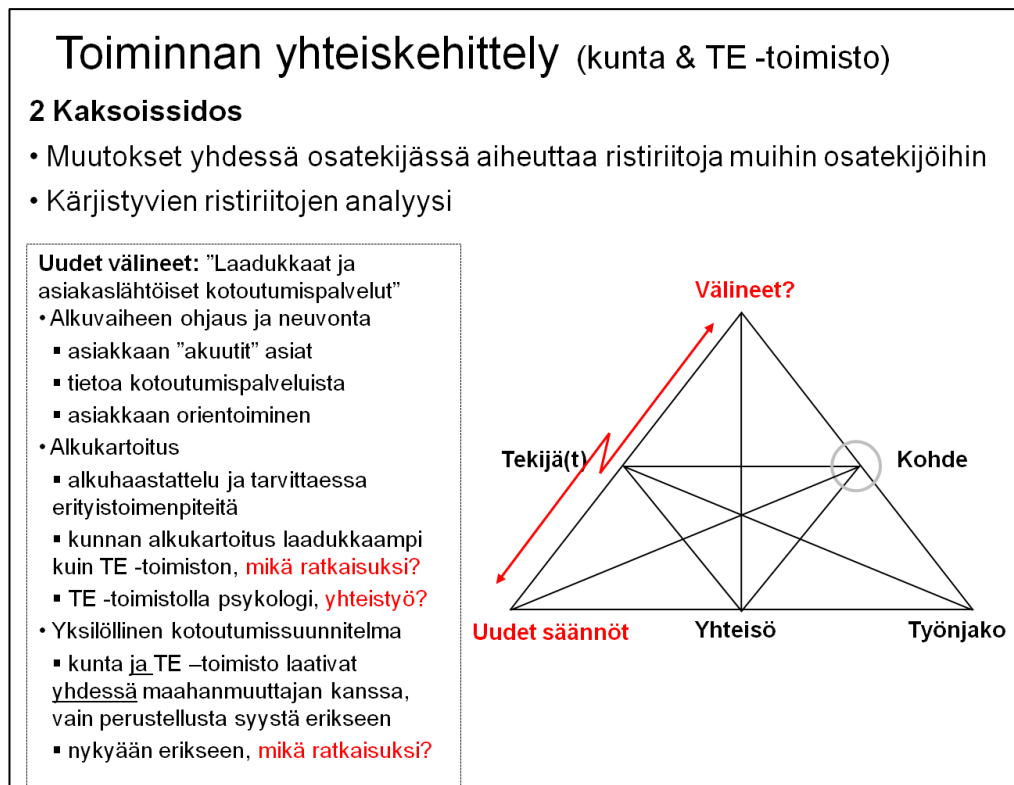 Toiminnan yhteiskehittely (kunta & TE -toimisto)
2 Kaksoissidos
• Muutokset yhdessä osatekijässä aiheuttaa ristiriitoja muihin osatekijöihin
• Kärjistyvien ristiriitojen analyysi
Uudet välineet: ”Laadukkaat ja
asiakaslähtöiset kotoutumispalvelut”
• Alkuvaiheen ohjaus ja neuvonta
▪ asiakkaan ”akuutit” asiat
▪ tietoa kotoutumispalveluista
▪ asiakkaan orientoiminen
• Alkukartoitus
▪ alkuhaastattelu ja tarvittaessa
erityistoimenpiteitä
▪ kunnan alkukartoitus laadukkaampi
kuin TE -toimiston, mikä ratkaisuksi?
▪ TE -toimistolla psykologi, yhteistyö?
• Yksilöllinen kotoutumissuunnitelma
▪ kunta ja TE –toimisto laativat
yhdessä maahanmuuttajan kanssa,
vain perustellusta syystä erikseen
▪ nykyään erikseen, mikä ratkaisuksi?
Välineet?
Tekijä(t)
Kohde
Uudet säännöt
Yhteisö
Työnjako